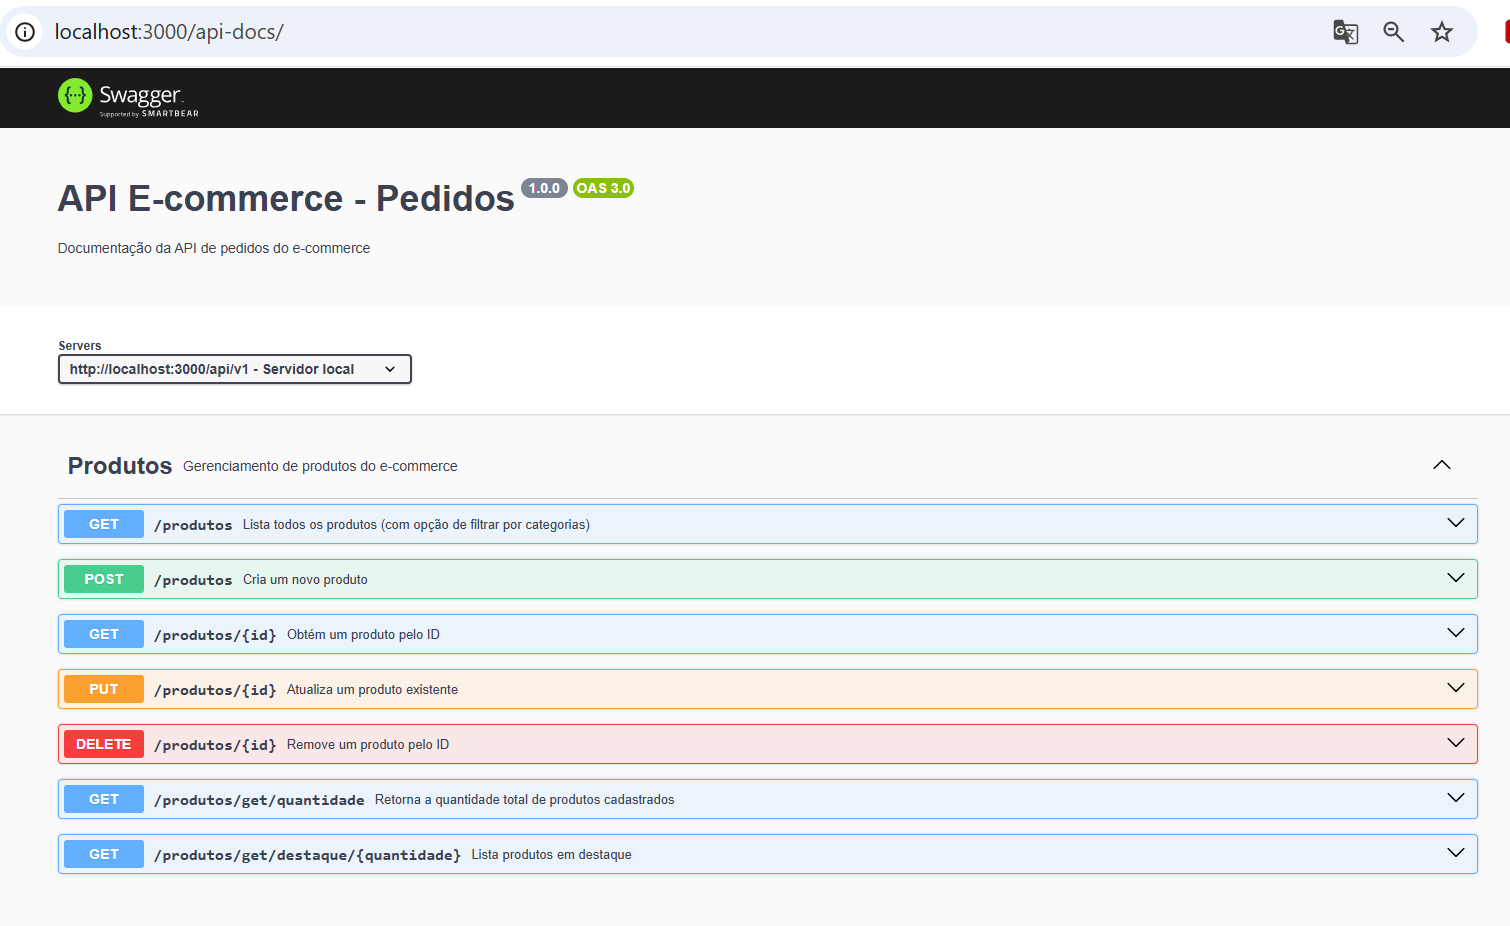 localhost:3000/api-docs/
Swagger
Supported by SMARTBEAR
API E-commerce - Pedidos 1.0.0 OAS 3.0
Documentação da API de pedidos do e-commerce
Servers
http://localhost:3000/api/v1 - Servidor local
Produtos Gerenciamento de produtos do e-commerce
GET /produtos Lista todos os produtos (com opção de filtrar por categorias)
POST /produtos Cria um novo produto
GET /produtos/{id} Obtém um produto pelo ID
PUT /produtos/{id} Atualiza um produto existente
DELETE /produtos/{id} Remove um produto pelo ID
GET /produtos/get/quantidade Retorna a quantidade total de produtos cadastrados
GET /produtos/get/destaque/{quantidade} Lista produtos em destaque